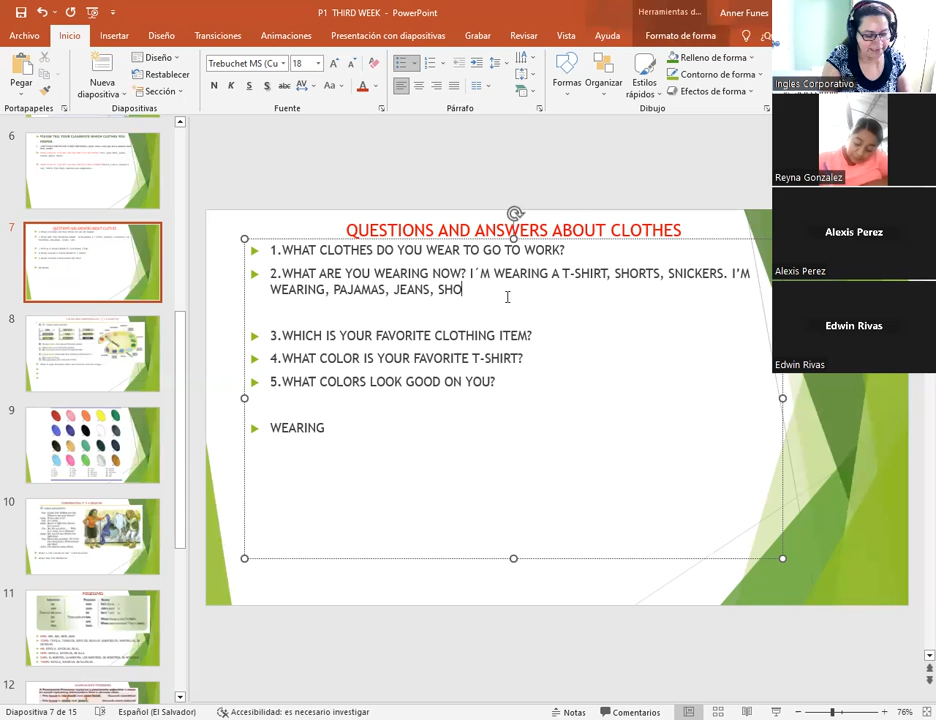 P1 THIRD WEEK - PowerPoint
Herramientas d...
Anner Funes
Archivo Inicio Insertar Diseño Transiciones Animaciones Presentación con diapositivas Grabar Revisar Vista Ayuda Formato de forma
Pegar
Portapapeles
Nueva diapositiva
Diseño
Restablecer
Sección
Diapositivas
Trebuchet MS (Cu
18
N K S S abc AV Aa A
Fuente
Párrafo
Formas
Organizar
Estilos rápidos
Relleno de forma
Contorno de forma
Efectos de forma
Dibujo
Ingles Corporativo
Reyna Gonzalez
Alexis Perez
Alexis Perez
Edwin Rivas
Edwin Rivas
6
7
8
9
10
11
12
QUESTIONS AND ANSWERS ABOUT CLOTHES
1.WHAT CLOTHES DO YOU WEAR TO GO TO WORK?
2.WHAT ARE YOU WEARING NOW? I´M WEARING A T-SHIRT, SHORTS, SNICKERS. I’M
WEARING, PAJAMAS, JEANS, SHO
3.WHICH IS YOUR FAVORITE CLOTHING ITEM?
4.WHAT COLOR IS YOUR FAVORITE T-SHIRT?
5.WHAT COLORS LOOK GOOD ON YOU?
WEARING
Diapositiva 7 de 15
Español (El Salvador)
Accesibilidad: es necesario investigar
Notas
Comentarios
76%